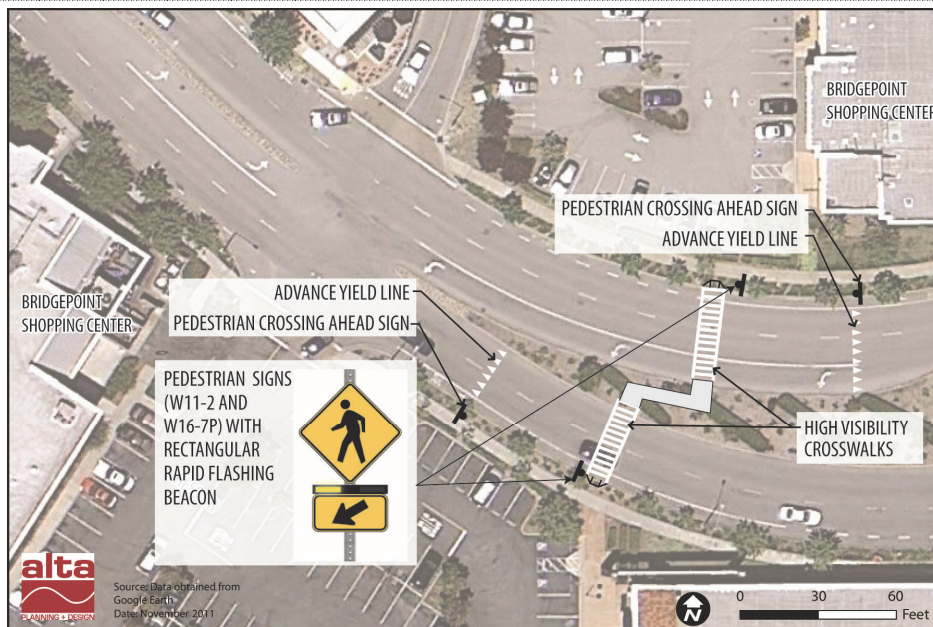 BRIDGEPOINT
SHOPPING CENTER
PEDESTRIAN CROSSING AHEAD SIGN
ADVANCE YIELD LINE
ADVANCE YIELD LINE
PEDESTRIAN CROSSING AHEAD SIGN
BRIDGEPOINT
SHOPPING CENTER
PEDESTRIAN SIGNS
(W11-2 AND
W16-7P) WITH
RECTANGULAR
RAPID FLASHING
BEACON
HIGH VISIBILITY
CROSSWALKS
alta
PLANNING + DESIGN
Source: Data obtained from
Google Earth
Date: November 2011
N
0 30 60
Feet